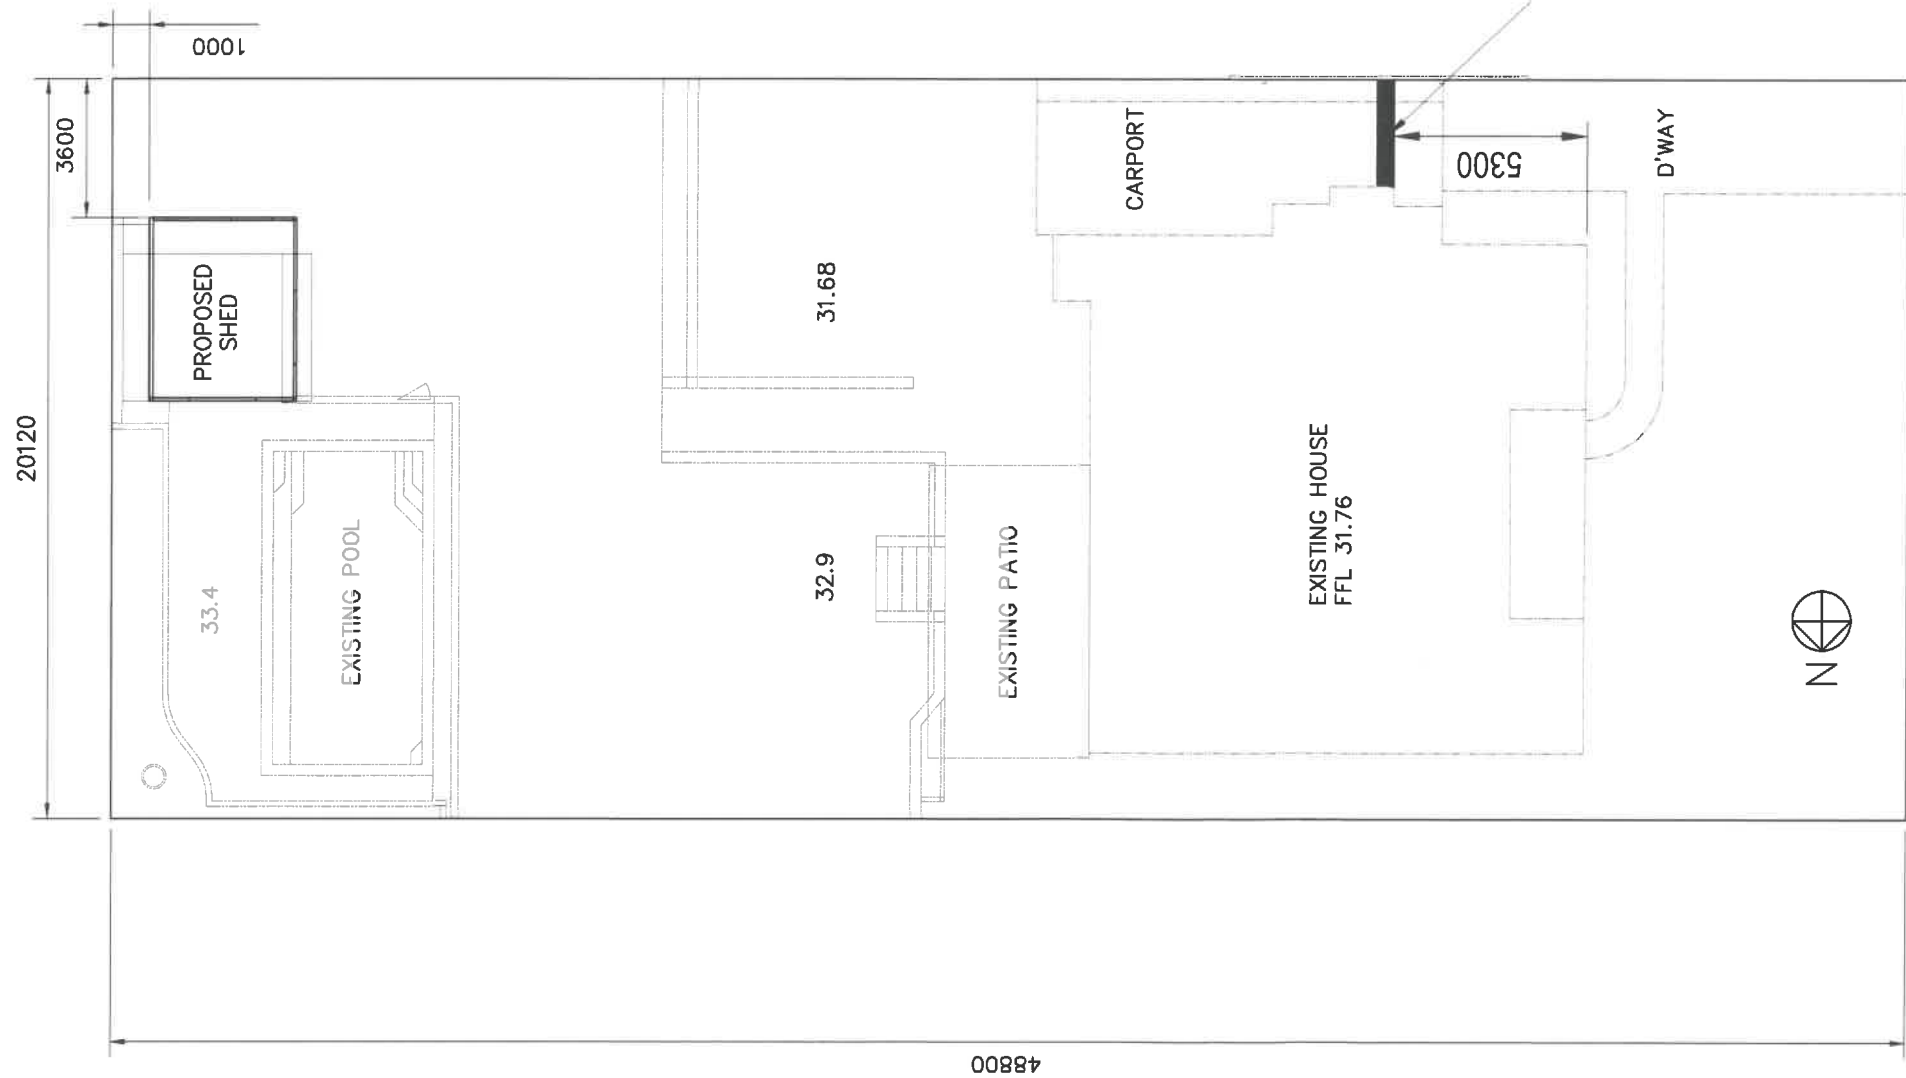 1000
3600
20120
PROPOSED
SHED
33.4
EXISTING POOL
31.68
32.9
CARPORT
5300
D'WAY
EXISTING PATIO
EXISTING HOUSE
FFL 31.76
N
48800